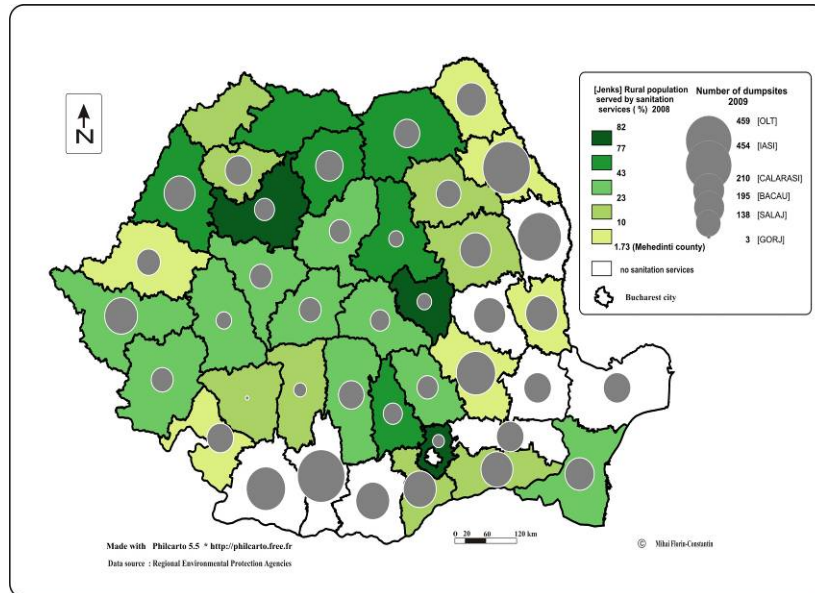 N
[Jenks] Rural population
served by sanitation
services ( %) 2008
82
77
43
23
10
1.73 (Mehedinti county)
no sanitation services
Bucharest city
Number of dumpsites
2009
459 [OLT]
454 [IASI]
210 [CALARASI]
195 [BACAU]
138 [SALAJ]
3 [GORJ]
Made with Philcarto 5.5 * http://philcarto.free.fr
Data source : Regional Environmental Protection Agencies
0 20 60 120 km
© Mihai Florin-Constantin